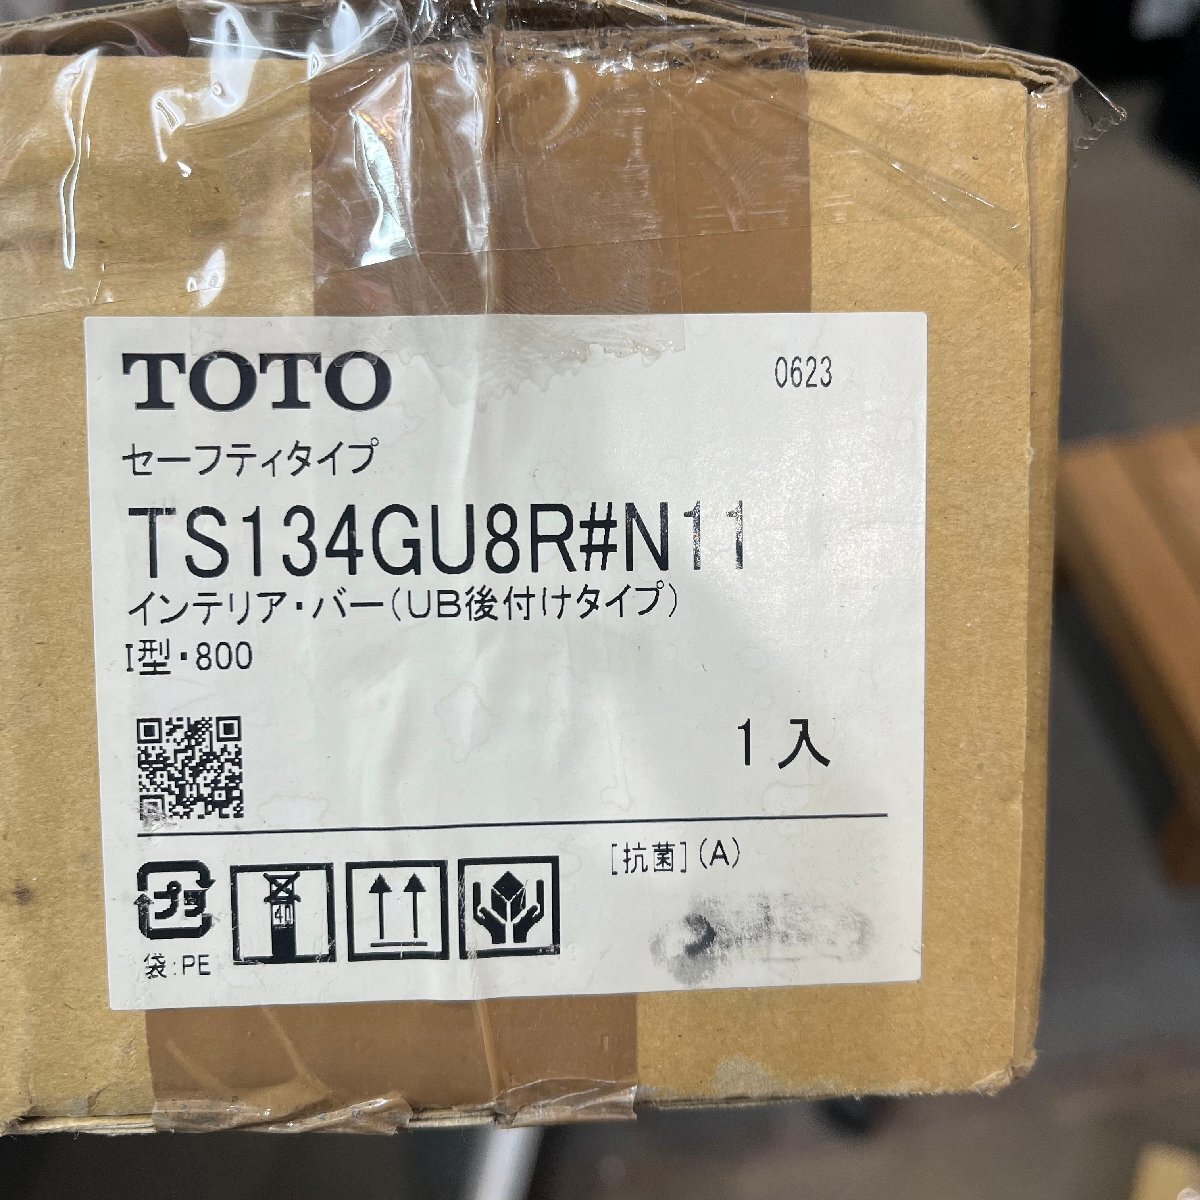 TOTO
0623
セーフティタイプ
TS134GU8R#N11
インテリア・バー(UB後付けタイプ)
I型・800
1入
[抗菌](A)
プラ
40
袋:PE